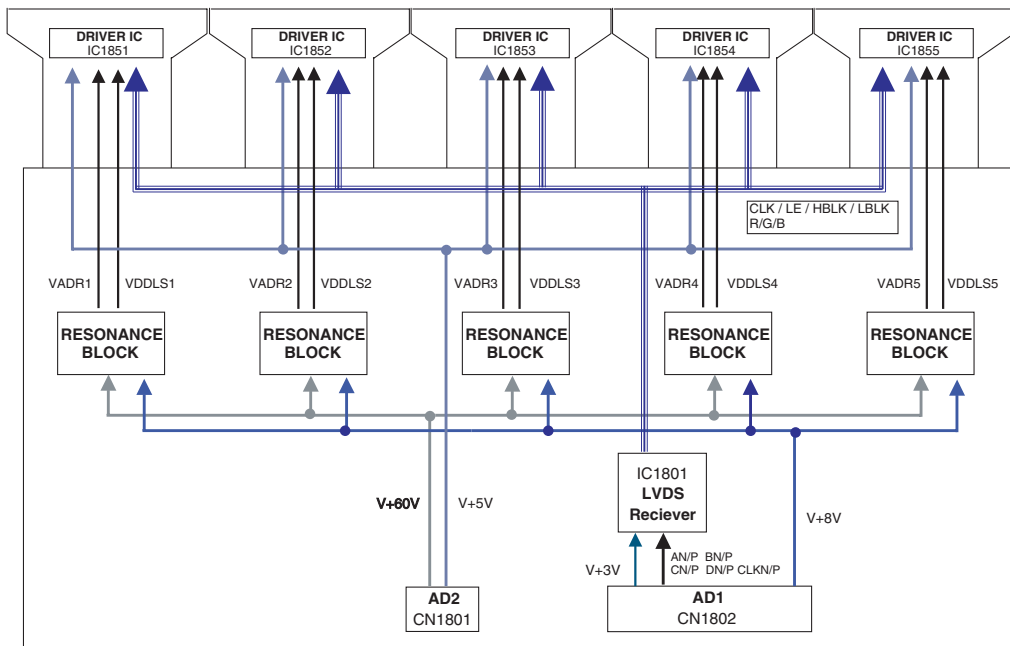 DRIVER IC
IC1851
DRIVER IC
IC1852
DRIVER IC
IC1853
DRIVER IC
IC1854
DRIVER IC
IC1855
CLK / LE / HBLK / LBLK
R/G/B
VADR1
VDDLS1
VADR2
VDDLS2
VADR3
VDDLS3
VADR4
VDDLS4
VADR5
VDDLS5
RESONANCE
BLOCK
RESONANCE
BLOCK
RESONANCE
BLOCK
RESONANCE
BLOCK
RESONANCE
BLOCK
IC1801
LVDS
Reciever
V+60V
V+5V
V+8V
V+3V
AN/P BN/P
CN/P DN/P CLKN/P
AD2
CN1801
AD1
CN1802